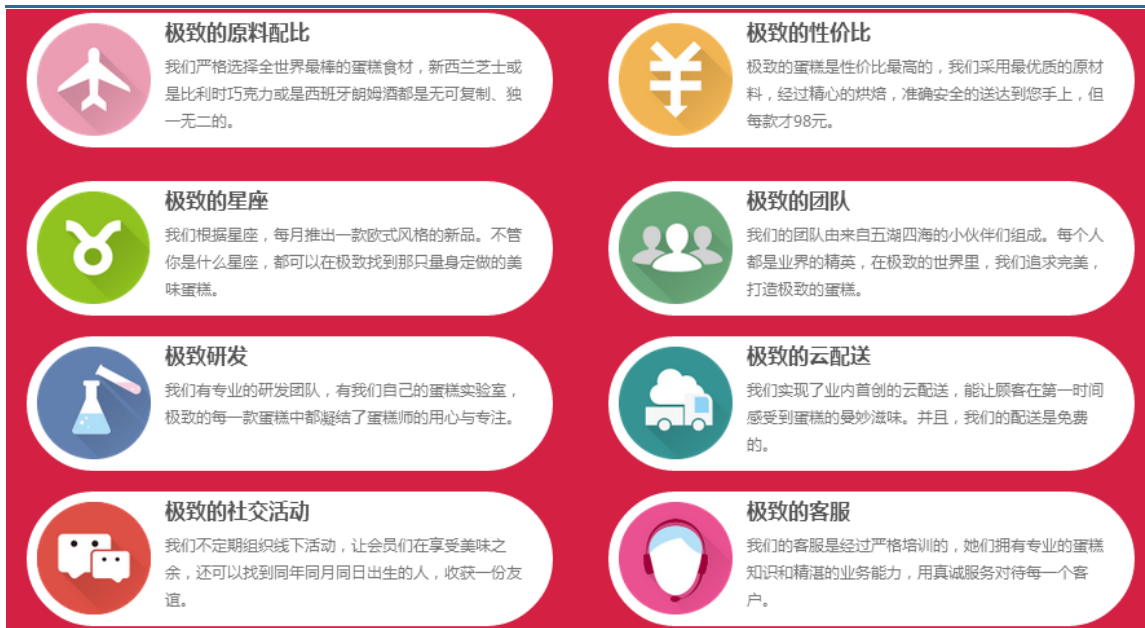 极致的原料配比
我们严格选择全世界最棒的蛋糕食材，新西兰芝士或
是比利时巧克力或是西班牙朗姆酒都是无可复制、独
一无二的。
极致的性价比
极致的蛋糕是性价比最高的，我们采用最优质的原材
料，经过精心的烘焙，准确安全的送达到您手上，但
每款才98元。
极致的星座
我们根据星座，每月推出一款欧式风格的新品。不管
你是什么星座，都可以在极致找到那只量身定做的美
味蛋糕。
极致的团队
我们的团队由来自五湖四海的小伙伴们组成。每个人
都是业界的精英，在极致的世界里，我们追求完美，
打造极致的蛋糕。
极致研发
我们有专业的研发团队，有我们自己的蛋糕实验室，
极致的每一款蛋糕中都凝结了蛋糕师的用心与专注。
极致的云配送
我们实现了业内首创的云配送，能让顾客在第一时间
感受到蛋糕的曼妙滋味。并且，我们的配送是免费
的。
极致的社交活动
我们不定期组织线下活动，让会员们在享受美味之
余，还可以找到同年同月同日出生的人，收获一份友
谊。
极致的客服
我们的客服是经过严格培训的，她们拥有专业的蛋糕
知识和精湛的业务能力，用真诚服务对待每一个客
户。